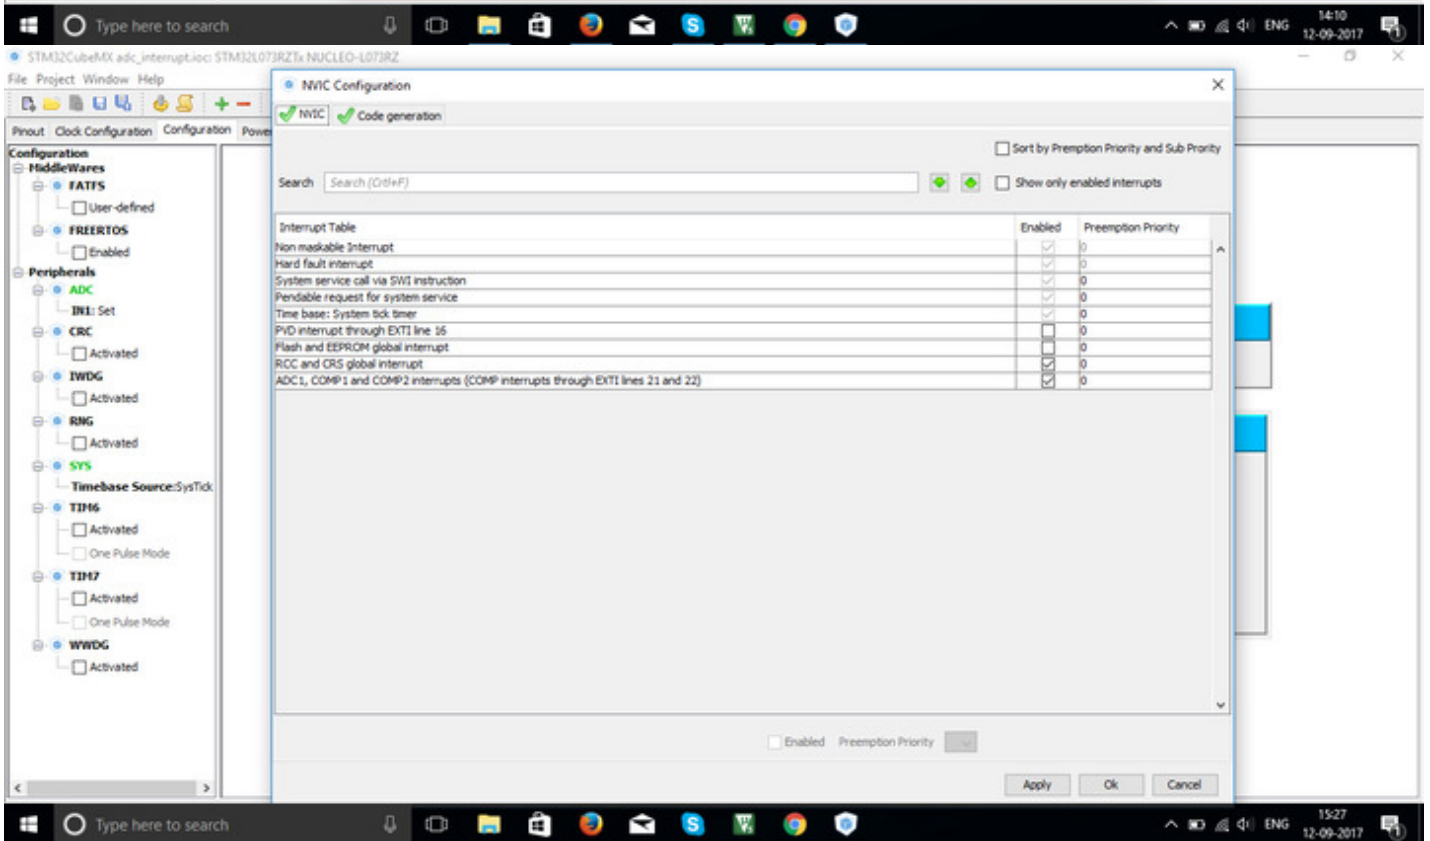 Type here to search
ENG
14:10
12-09-2017
STM32CubeMX adc_interrupt.ioc: STM32L073RZTx NUCLEO-L073RZ
File Project Window Help
Pinout Clock Configuration Configuration Power
Configuration
MiddleWares
FATFS
User-defined
FREERTOS
Enabled
Peripherals
ADC
IN1: Set
CRC
Activated
IWDG
Activated
RNG
Activated
SYS
Timebase Source:SysTick
TIM6
Activated
One Pulse Mode
TIM7
Activated
One Pulse Mode
WWDG
Activated
NVIC Configuration
NVIC Code generation
Sort by Premption Priority and Sub Prority
Search Search (CrtI+F) Show only enabled interrupts
Interrupt Table Enabled Preemption Priority
Non maskable Interrupt 0
Hard fault interrupt 0
System service call via SWI instruction 0
Pendable request for system service 0
Time base: System tick timer 0
PVD interrupt through EXTI line 16 0
Flash and EEPROM global interrupt 0
RCC and CRS global interrupt 0
ADC1, COMP1 and COMP2 interrupts (COMP interrupts through EXTI lines 21 and 22) 0
Enabled Preemption Priority
Apply Ok Cancel
Type here to search
ENG
15:27
12-09-2017